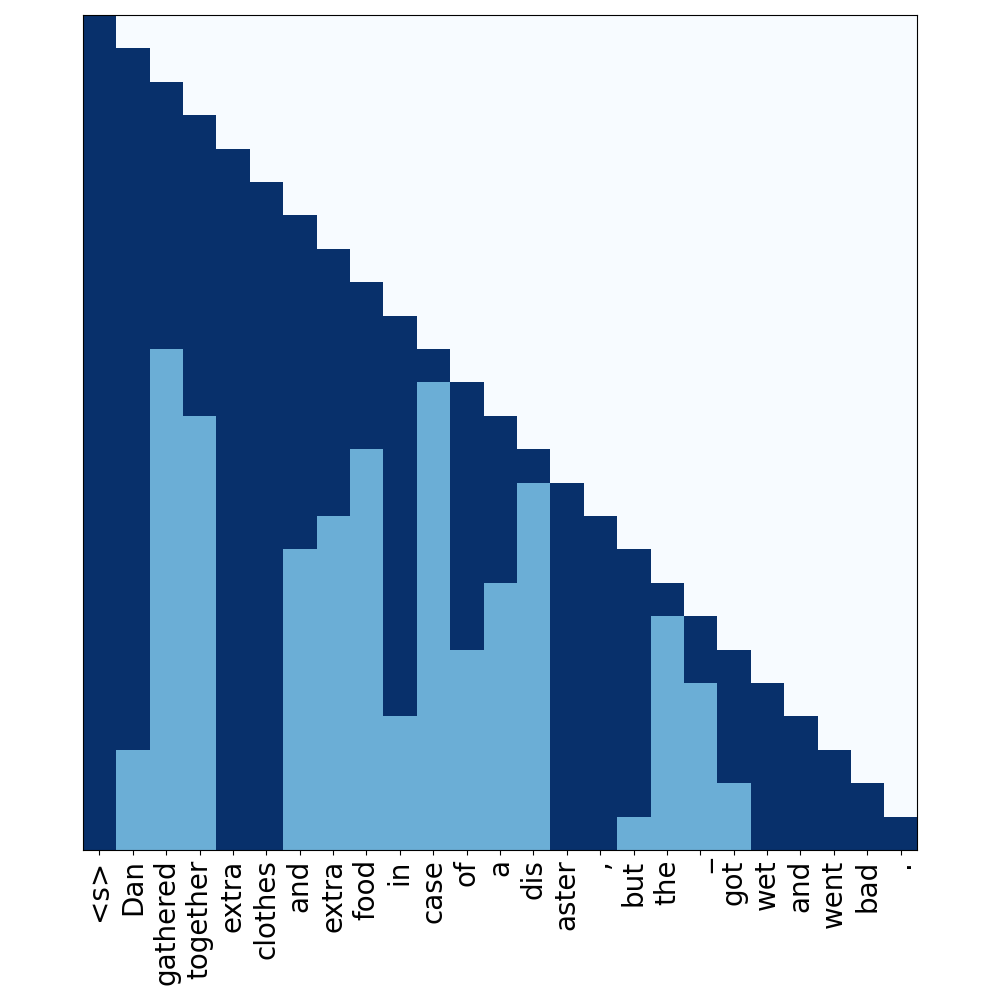 <s>
Dan
gathered
together
extra
clothes
and
extra
food
in
case
of
a
dis
aster
,
but
the
_
got
wet
and
went
bad
.